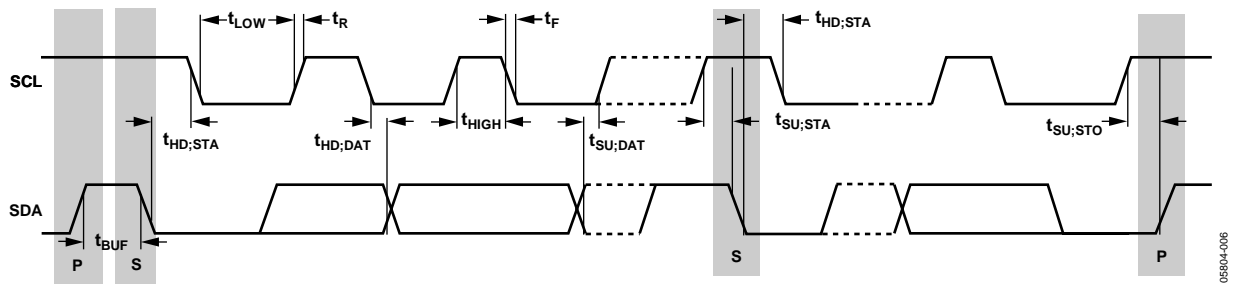 tLOW
tR
tF
tHD;STA
SCL
tHD;STA
tHD;DAT
tHIGH
tSU;DAT
tSU;STA
tSU;STO
SDA
tBUF
P
S
S
P
05804-006